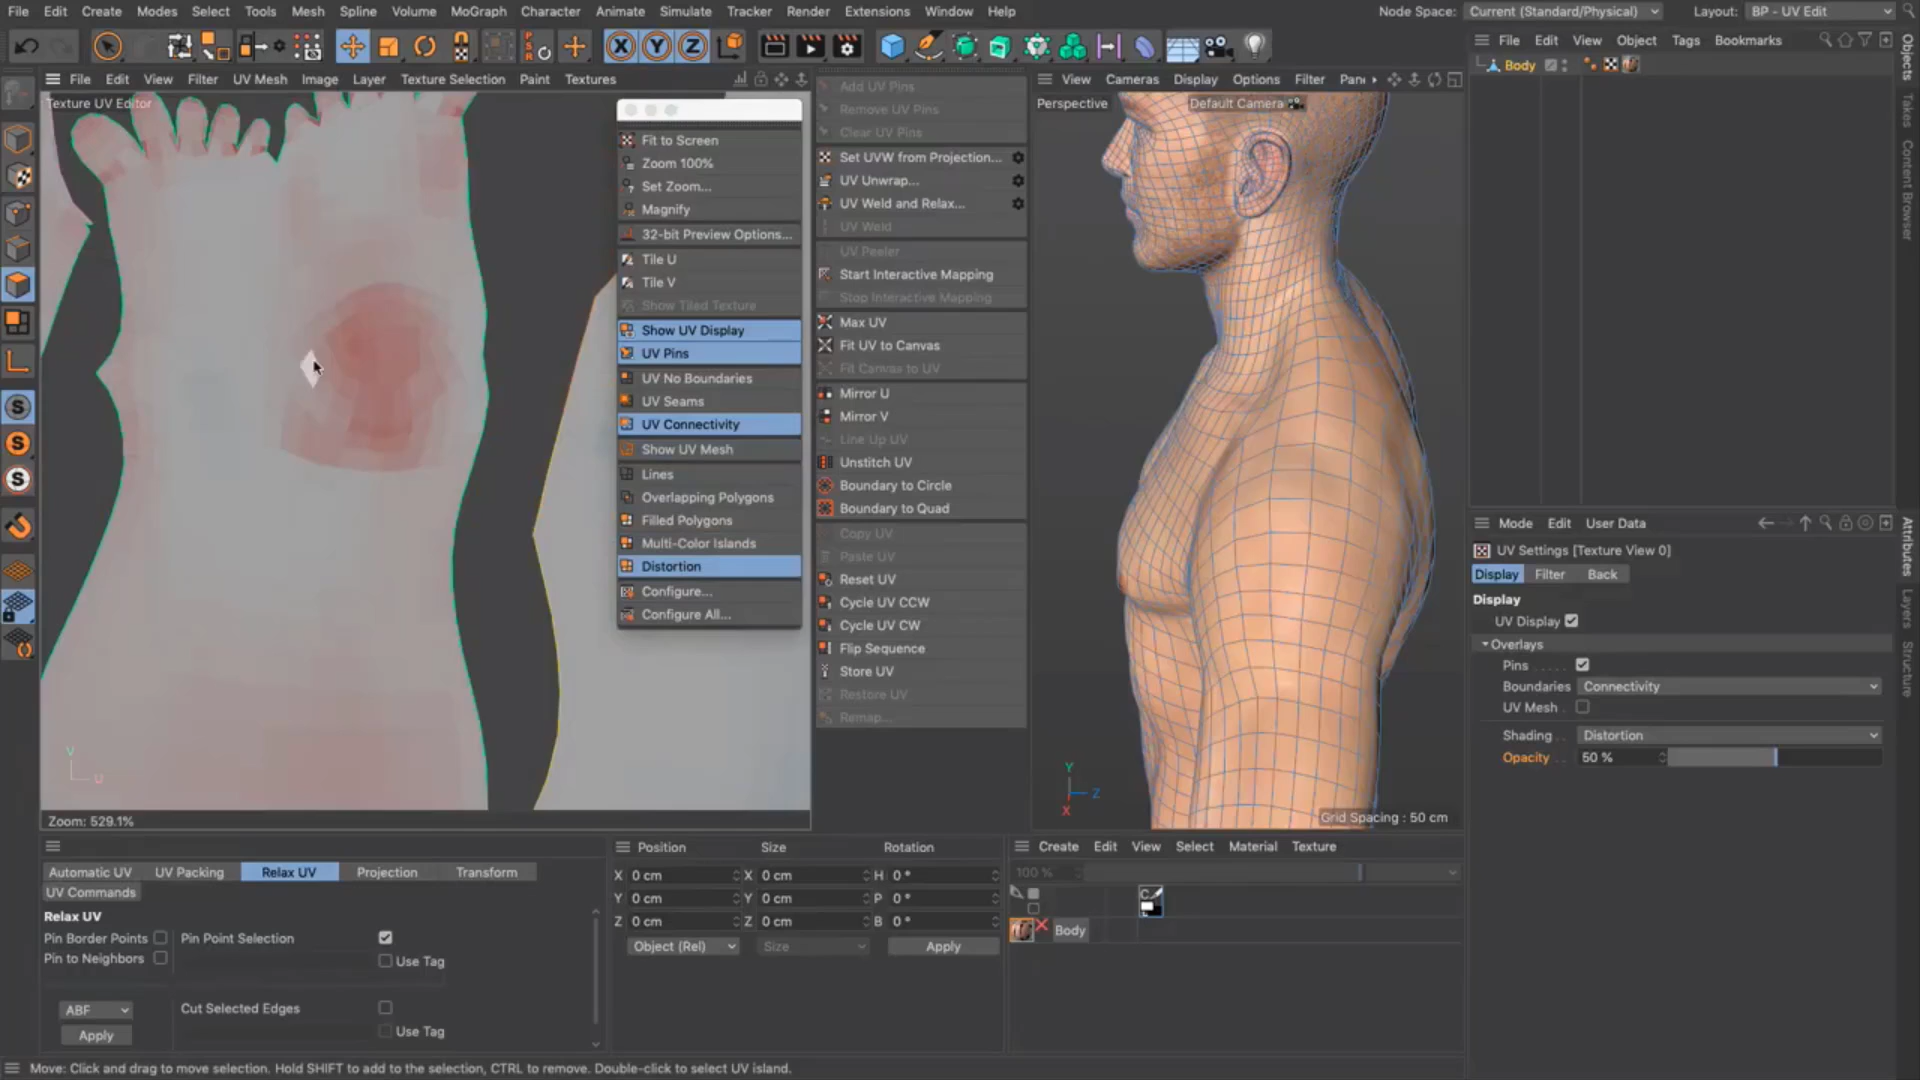 File Edit Create Modes Select Tools Mesh Spline Volume MoGraph Character Animate Simulate Tracker Render Extensions Window Help
Node Space: Current (Standard/Physical) Layout: BP - UV Edit
X Y Z
File Edit View Object Tags Bookmarks
Body
Objects
Takes
Content Browser
File Edit View Filter UV Mesh Image Layer Texture Selection Paint Textures
Texture UV Editor
Fit to Screen
Zoom 100%
Set Zoom...
Magnify
32-bit Preview Options...
Tile U
Tile V
Show Tiled Texture
Show UV Display
UV Pins
UV No Boundaries
UV Seams
UV Connectivity
Show UV Mesh
Lines
Overlapping Polygons
Filled Polygons
Multi-Color Islands
Distortion
Configure...
Configure All...
V
U
Zoom: 529.1%
Add UV Pins
Remove UV Pins
Clear UV Pins
Set UVW from Projection...
UV Unwrap...
UV Weld and Relax...
UV Weld
UV Peeler
Start Interactive Mapping
Stop Interactive Mapping
Max UV
Fit UV to Canvas
Fit Canvas to UV
Mirror U
Mirror V
Line Up UV
Unstitch UV
Boundary to Circle
Boundary to Quad
Copy UV
Paste UV
Reset UV
Cycle UV CCW
Cycle UV CW
Flip Sequence
Store UV
Restore UV
Remap...
View Cameras Display Options Filter Pan
Perspective
Default Camera
Y
Z
X
Grid Spacing : 50 cm
Mode Edit User Data
UV Settings [Texture View 0]
Display Filter Back
Display
UV Display
Overlays
Pins
Boundaries Connectivity
UV Mesh
Shading Distortion
Opacity 50 %
Attributes
Layers
Structure
Automatic UV UV Packing Relax UV Projection Transform
UV Commands
Relax UV
Pin Border Points Pin Point Selection
Pin to Neighbors Use Tag
ABF Cut Selected Edges
Apply Use Tag
Position Size Rotation
X 0 cm X 0 cm H 0 °
Y 0 cm Y 0 cm P 0 °
Z 0 cm Z 0 cm B 0 °
Object (Rel) Size Apply
Create Edit View Select Material Texture
100 %
C
Body
Move: Click and drag to move selection. Hold SHIFT to add to the selection, CTRL to remove. Double-click to select UV island.